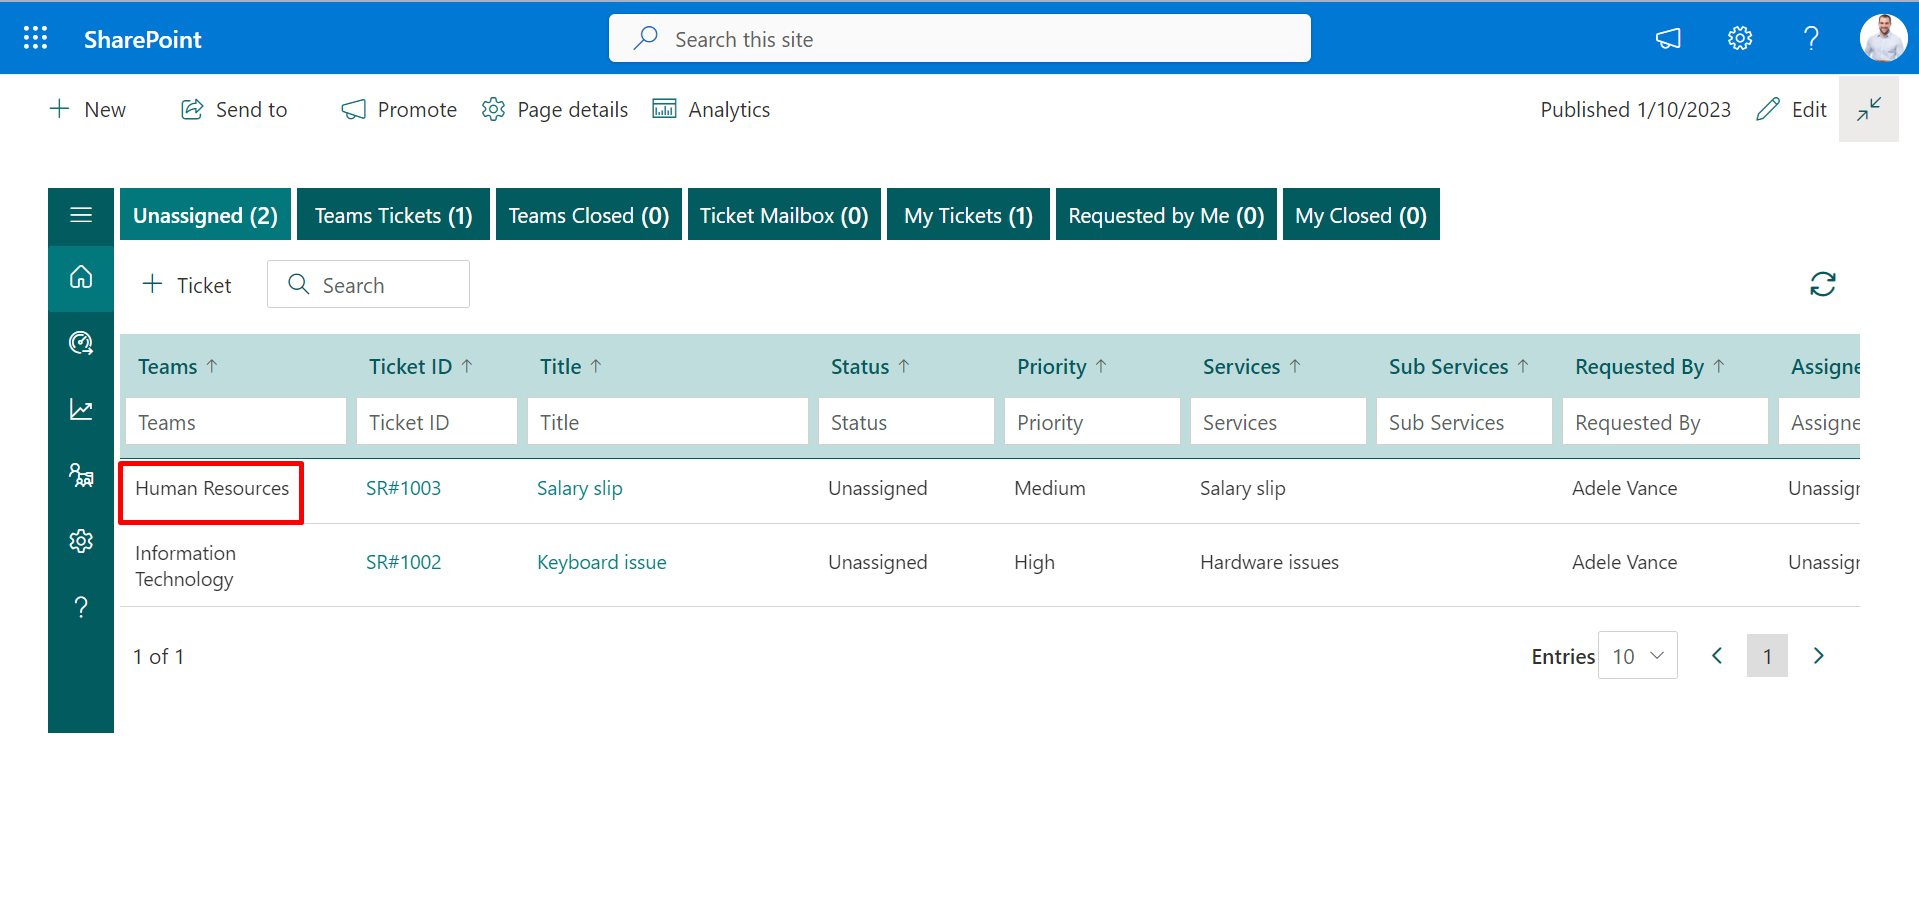 SharePoint
Search this site
New
Send to
Promote
Page details
Analytics
Published 1/10/2023
Edit
Unassigned (2)
Teams Tickets (1)
Teams Closed (0)
Ticket Mailbox (0)
My Tickets (1)
Requested by Me (0)
My Closed (0)
Ticket
Search
Teams Ticket ID Title Status Priority Services Sub Services Requested By Assigne
Teams Ticket ID Title Status Priority Services Sub Services Requested By Assigne
Human Resources SR#1003 Salary slip Unassigned Medium Salary slip Adele Vance Unassigr
Information
Technology
SR#1002 Keyboard issue Unassigned High Hardware issues Adele Vance Unassigr
1 of 1
Entries 10 1